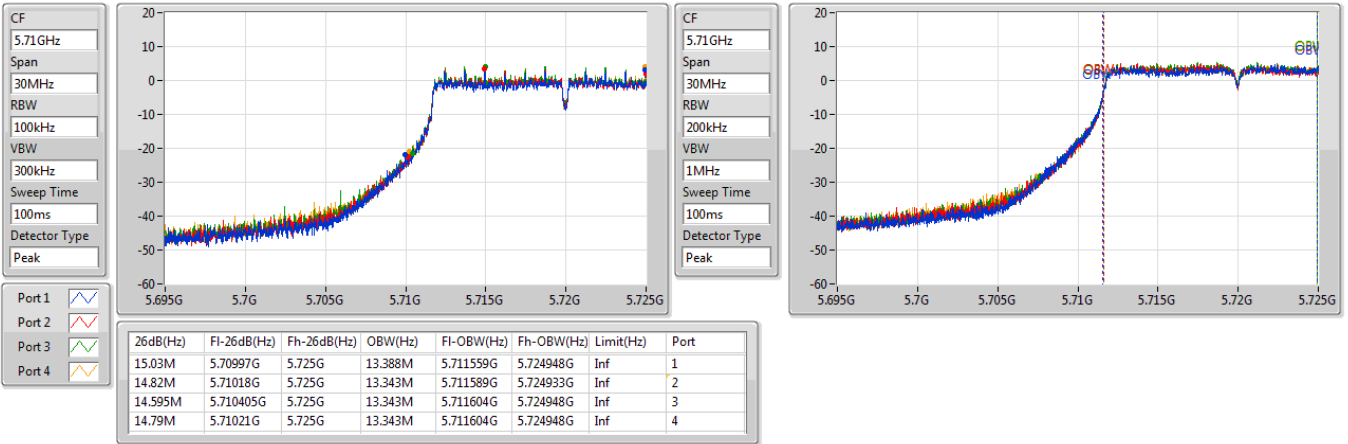 CF
5.71GHz
Span
30MHz
RBW
100kHz
VBW
300kHz
Sweep Time
100ms
Detector Type
Peak
Port 1
Port 2
Port 3
Port 4
20
10
0
-10
-20
-30
-40
-50
-60
5.695G 5.7G 5.705G 5.71G 5.715G 5.72G 5.725G
CF
5.71GHz
Span
30MHz
RBW
200kHz
VBW
1MHz
Sweep Time
100ms
Detector Type
Peak
20
10
0
-10
-20
-30
-40
-50
-60
OBW
OBW
5.695G 5.7G 5.705G 5.71G 5.715G 5.72G 5.725G
26dB(Hz) Fl-26dB(Hz) Fh-26dB(Hz) OBW(Hz) Fl-OBW(Hz) Fh-OBW(Hz) Limit(Hz) Port
15.03M 5.70997G 5.725G 13.388M 5.711559G 5.724948G Inf 1
14.82M 5.71018G 5.725G 13.343M 5.711589G 5.724933G Inf 2
14.595M 5.710405G 5.725G 13.343M 5.711604G 5.724948G Inf 3
14.79M 5.71021G 5.725G 13.343M 5.711604G 5.724948G Inf 4